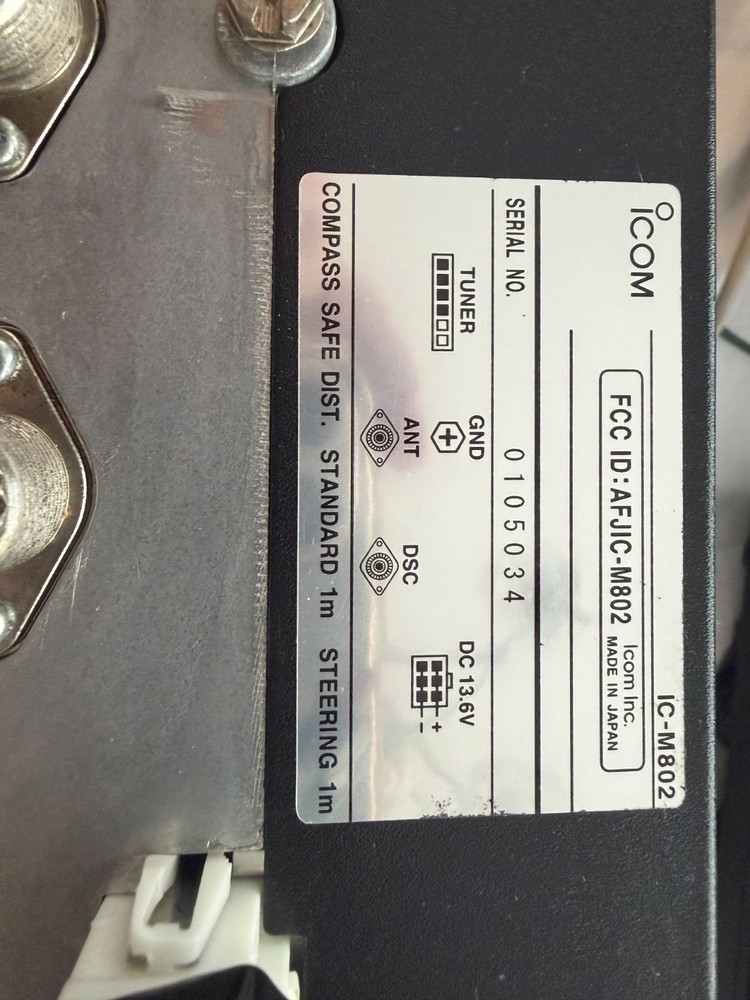 ICOM
IC-M802
FCC ID:AFJIC-M802 Icom Inc.
MADE IN JAPAN
SERIAL NO. 0105034
TUNER
GND
DC 13.6V
ANT
DSC
+
-
COMPASS SAFE DIST. STANDARD 1m STEERING 1m